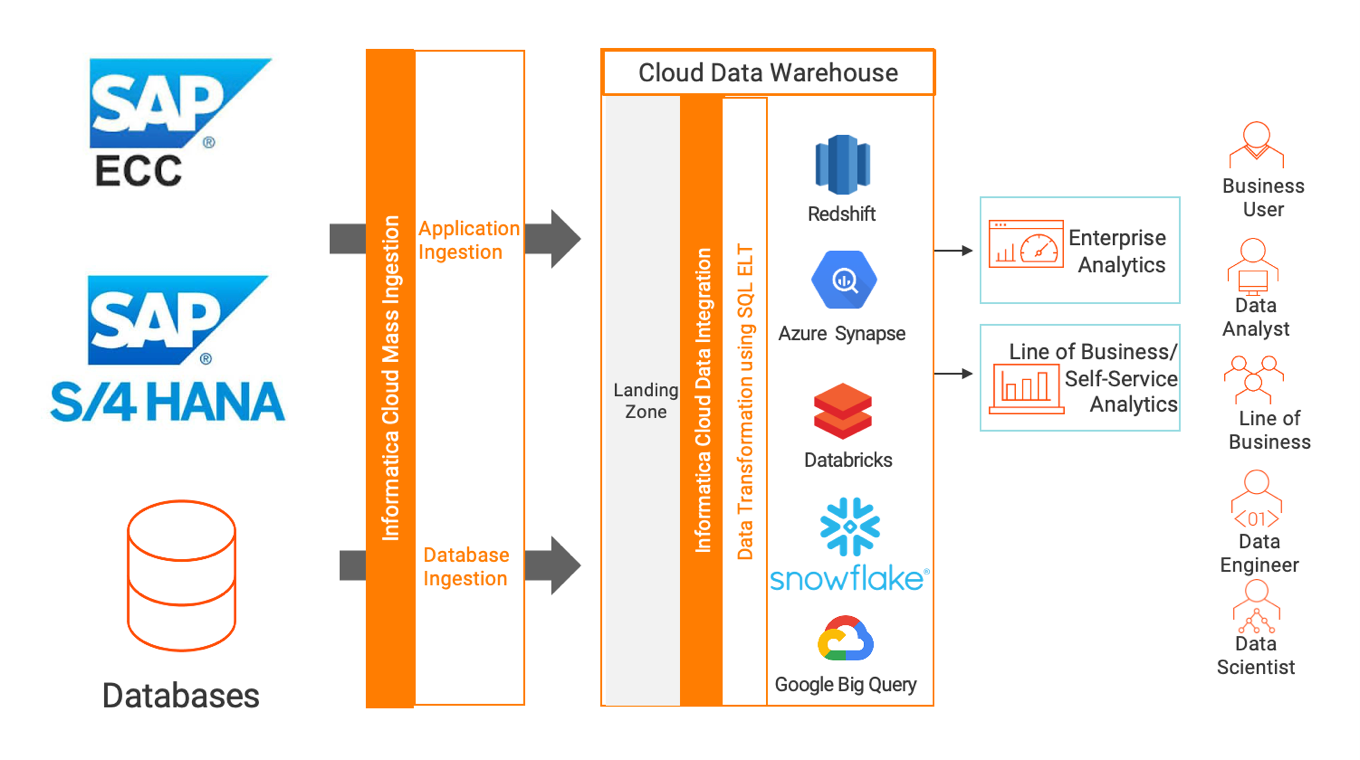 SAP®
ECC
SAP®
S/4 HANA
Databases
Informatica Cloud Mass Ingestion
Application
Ingestion
Database
Ingestion
Cloud Data Warehouse
Landing
Zone
Informatica Cloud Data Integration
Data Transformation using SQL ELT
Redshift
Azure Synapse
Databricks
snowflake®
Google Big Query
Enterprise
Analytics
Line of Business/
Self-Service
Analytics
Business
User
Data
Analyst
Line of
Business
<01>
Data
Engineer
Data
Scientist